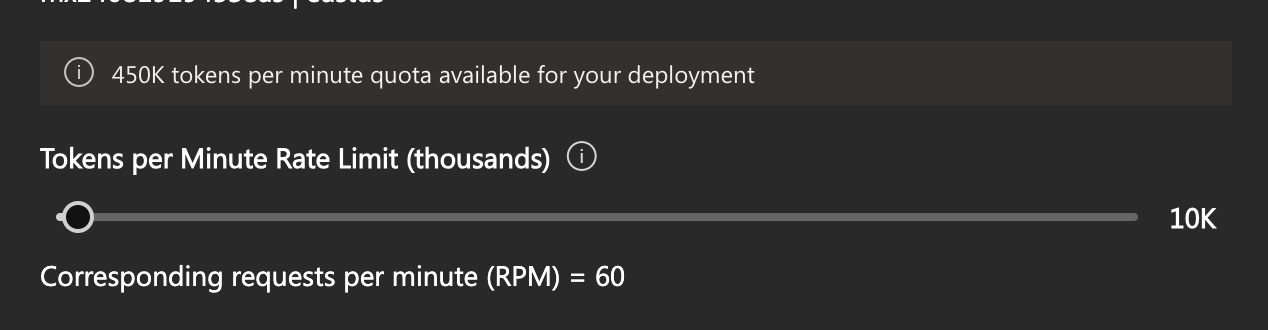 450K tokens per minute quota available for your deployment
Tokens per Minute Rate Limit (thousands)
10K
Corresponding requests per minute (RPM) = 60